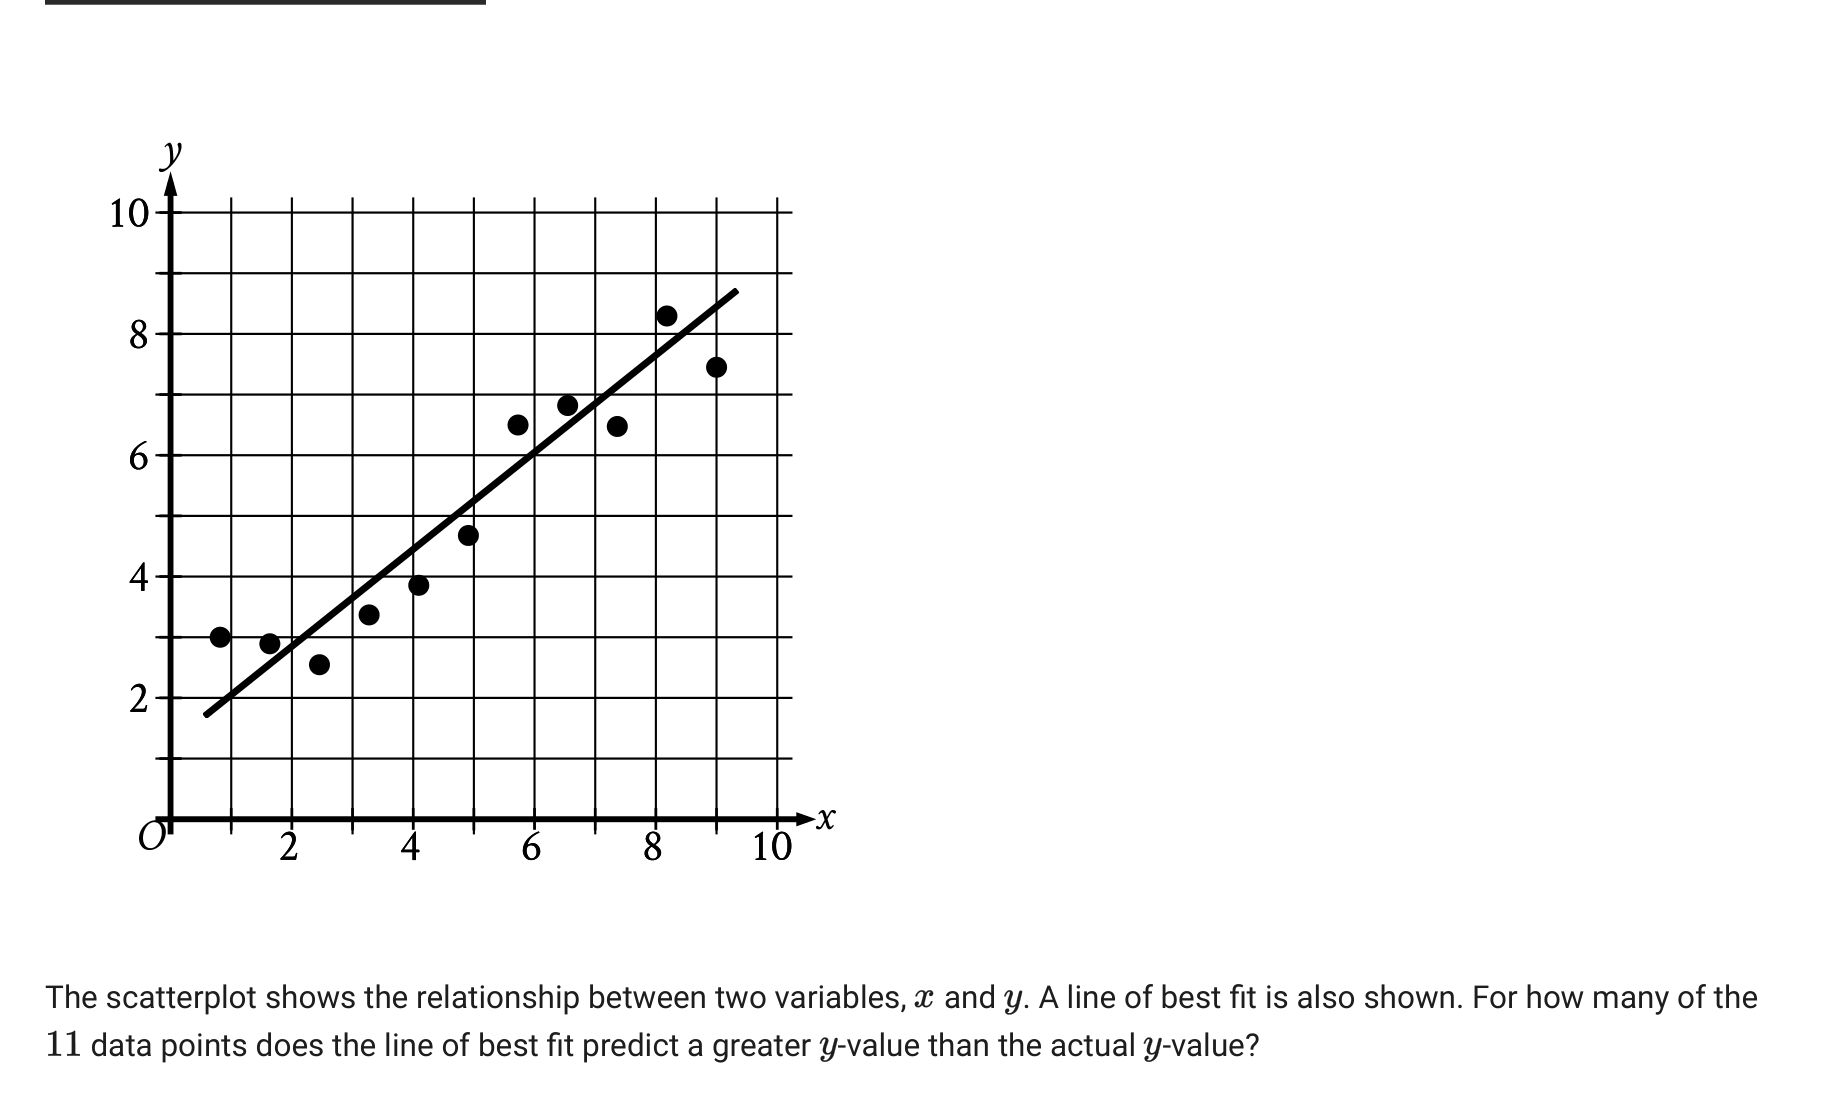 y
10
8
6
4
2
O
2 4 6 8 10
x
The scatterplot shows the relationship between two variables, x and y. A line of best fit is also shown. For how many of the
11 data points does the line of best fit predict a greater y-value than the actual y-value?